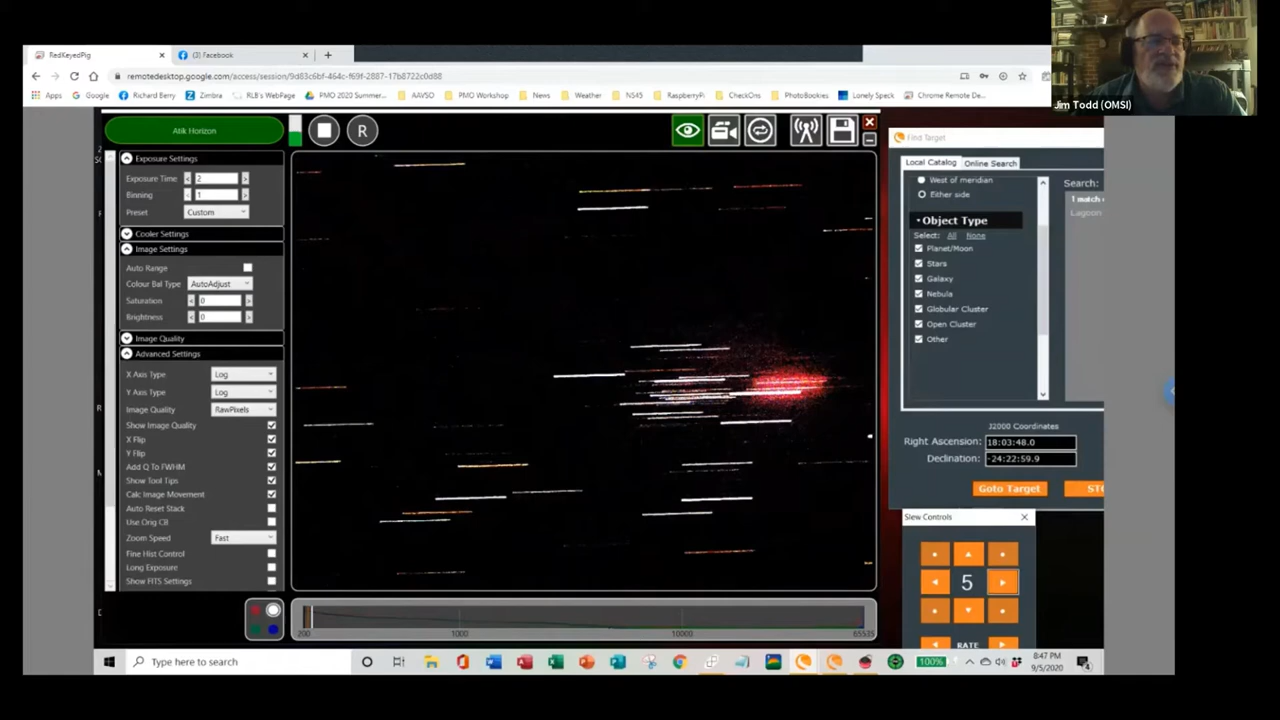 RedKeyedPig
(3) Facebook
remotedesktop.google.com/access/session/9d83c6bf-464c-f69f-2887-17b8722c0d88
Apps Google Richard Berry Zimbra RLB's WebPage PMO 2020 Summer... AAVSO PMO Workshop News Weather NS45 RaspberryPi CheckOns PhotoBookies Lonely Speck Chrome Remote De...
Jim Todd (OMSI)
Atik Horizon
R
Exposure Settings
Exposure Time 2
Binning 1
Preset Custom
Cooler Settings
Image Settings
Auto Range
Colour Bal Type AutoAdjust
Saturation 0
Brightness 0
Image Quality
Advanced Settings
X Axis Type Log
Y Axis Type Log
Image Quality RawPixels
Show Image Quality
X Flip
Y Flip
Add Q To FWHM
Show Tool Tips
Calc Image Movement
Auto Reset Stack
Use Orig CB
Zoom Speed Fast
Fine Hist Control
Long Exposure
Show FITS Settings
200 1000 10000 65535
Find Target
Local Catalog Online Search
West of meridian
Either side
Search:
1 match
Lagoon
Object Type
Select: All None
Planet/Moon
Stars
Galaxy
Nebula
Globular Cluster
Open Cluster
Other
J2000 Coordinates
Right Ascension: 18:03:48.0
Declination: -24:22:59.9
Goto Target STO
Slew Controls
5
RATE
Type here to search
100%
8:47 PM
9/5/2020
4